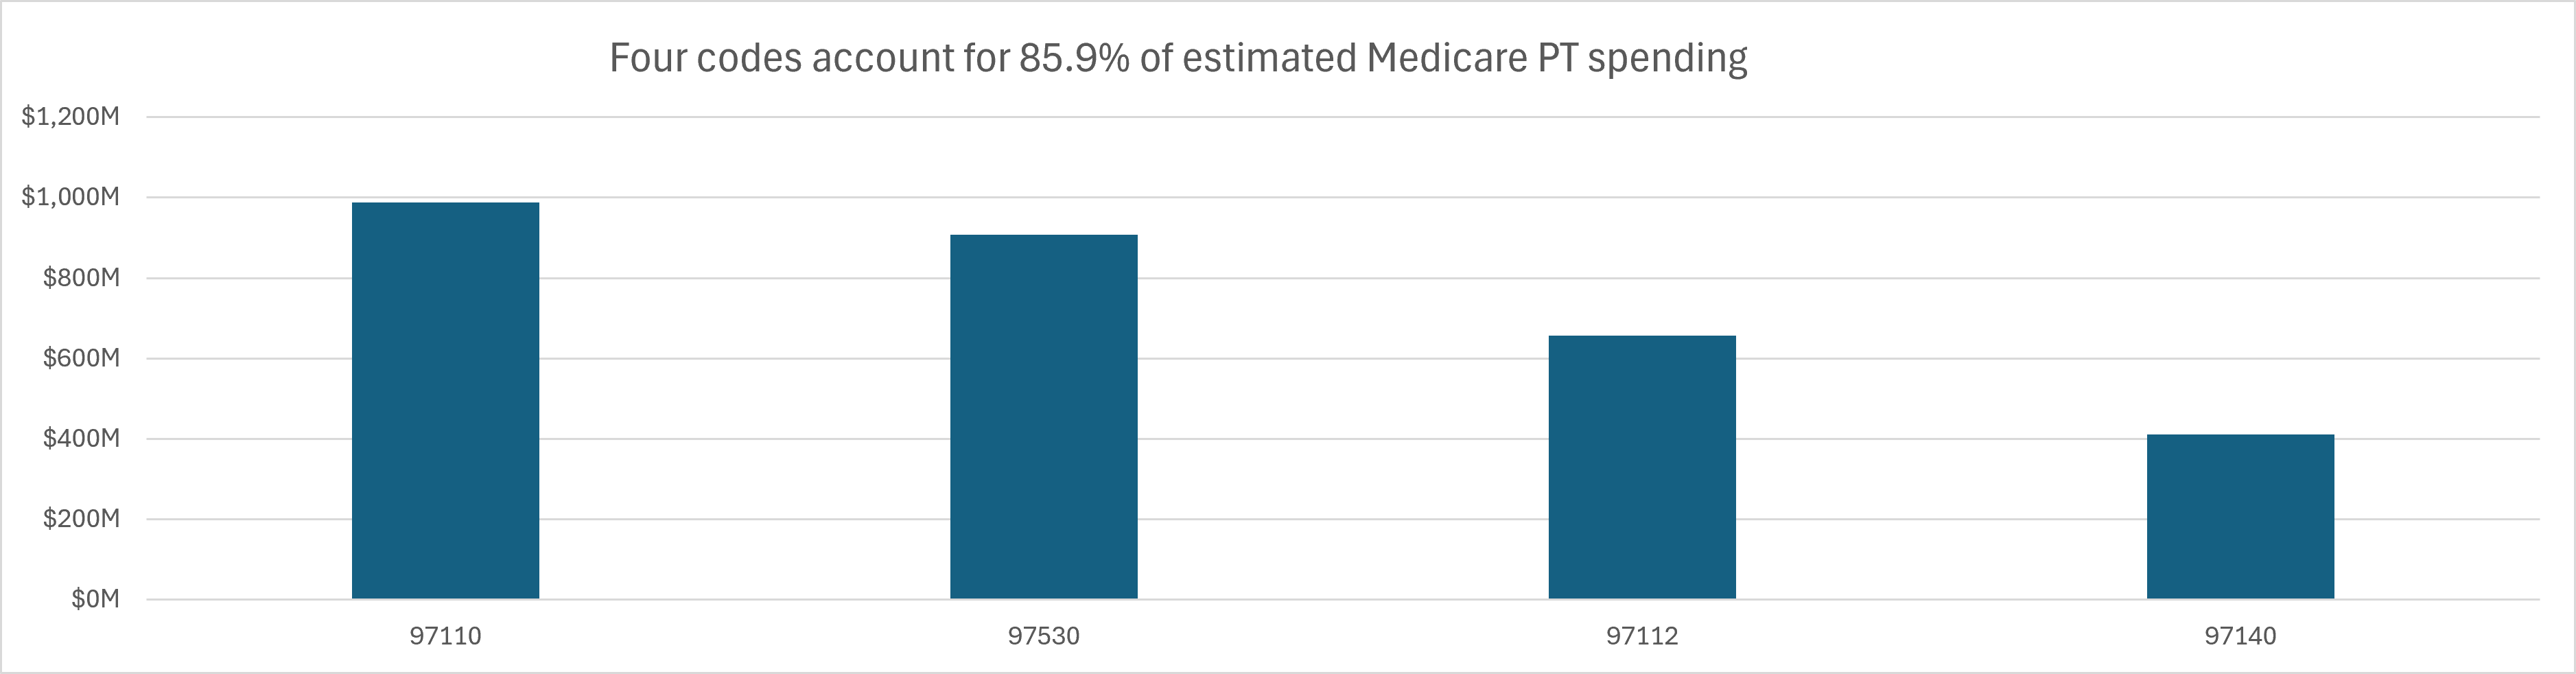 Four codes account for 85.9% of estimated Medicare PT spending
$1,200M
$1,000M
$800M
$600M
$400M
$200M
$0M
97110 97530 97112 97140